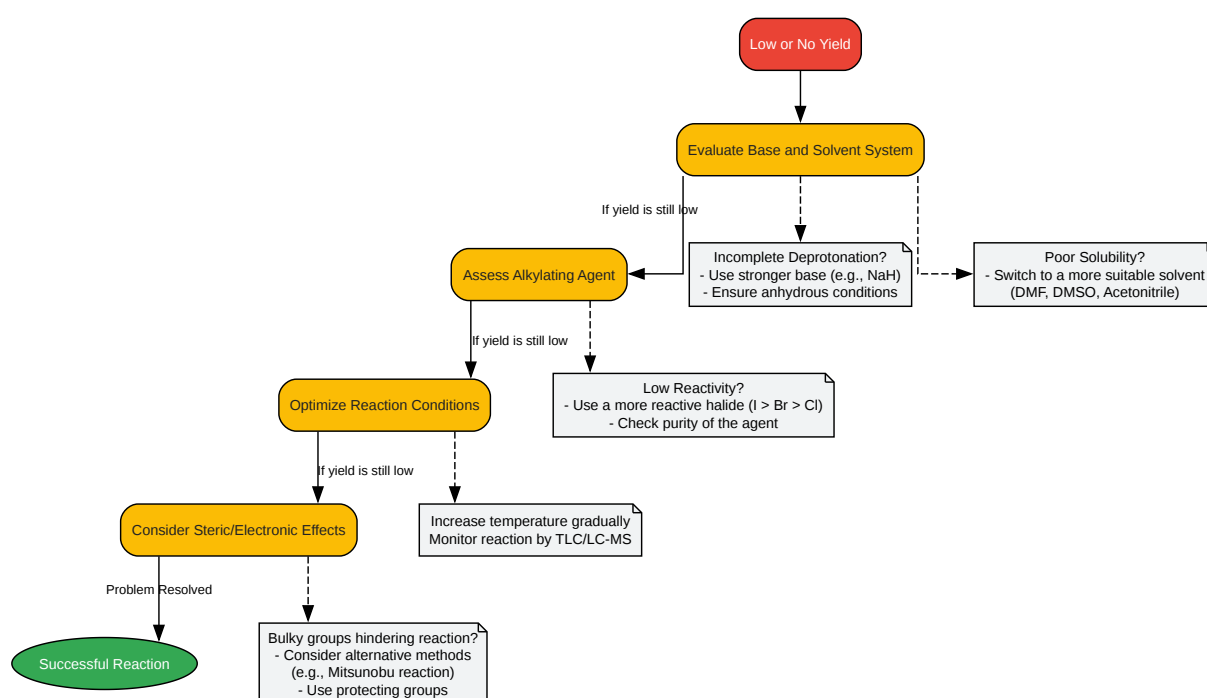 Low or No Yield
Evaluate Base and Solvent System
If yield is still low
Incomplete Deprotonation?
- Use stronger base (e.g., NaH)
- Ensure anhydrous conditions
Poor Solubility?
- Switch to a more suitable solvent
(DMF, DMSO, Acetonitrile)
Assess Alkylating Agent
If yield is still low
Low Reactivity?
- Use a more reactive halide (I > Br > Cl)
- Check purity of the agent
Optimize Reaction Conditions
If yield is still low
Increase temperature gradually
Monitor reaction by TLC/LC-MS
Consider Steric/Electronic Effects
Problem Resolved
Bulky groups hindering reaction?
- Consider alternative methods
(e.g., Mitsunobu reaction)
- Use protecting groups
Successful Reaction